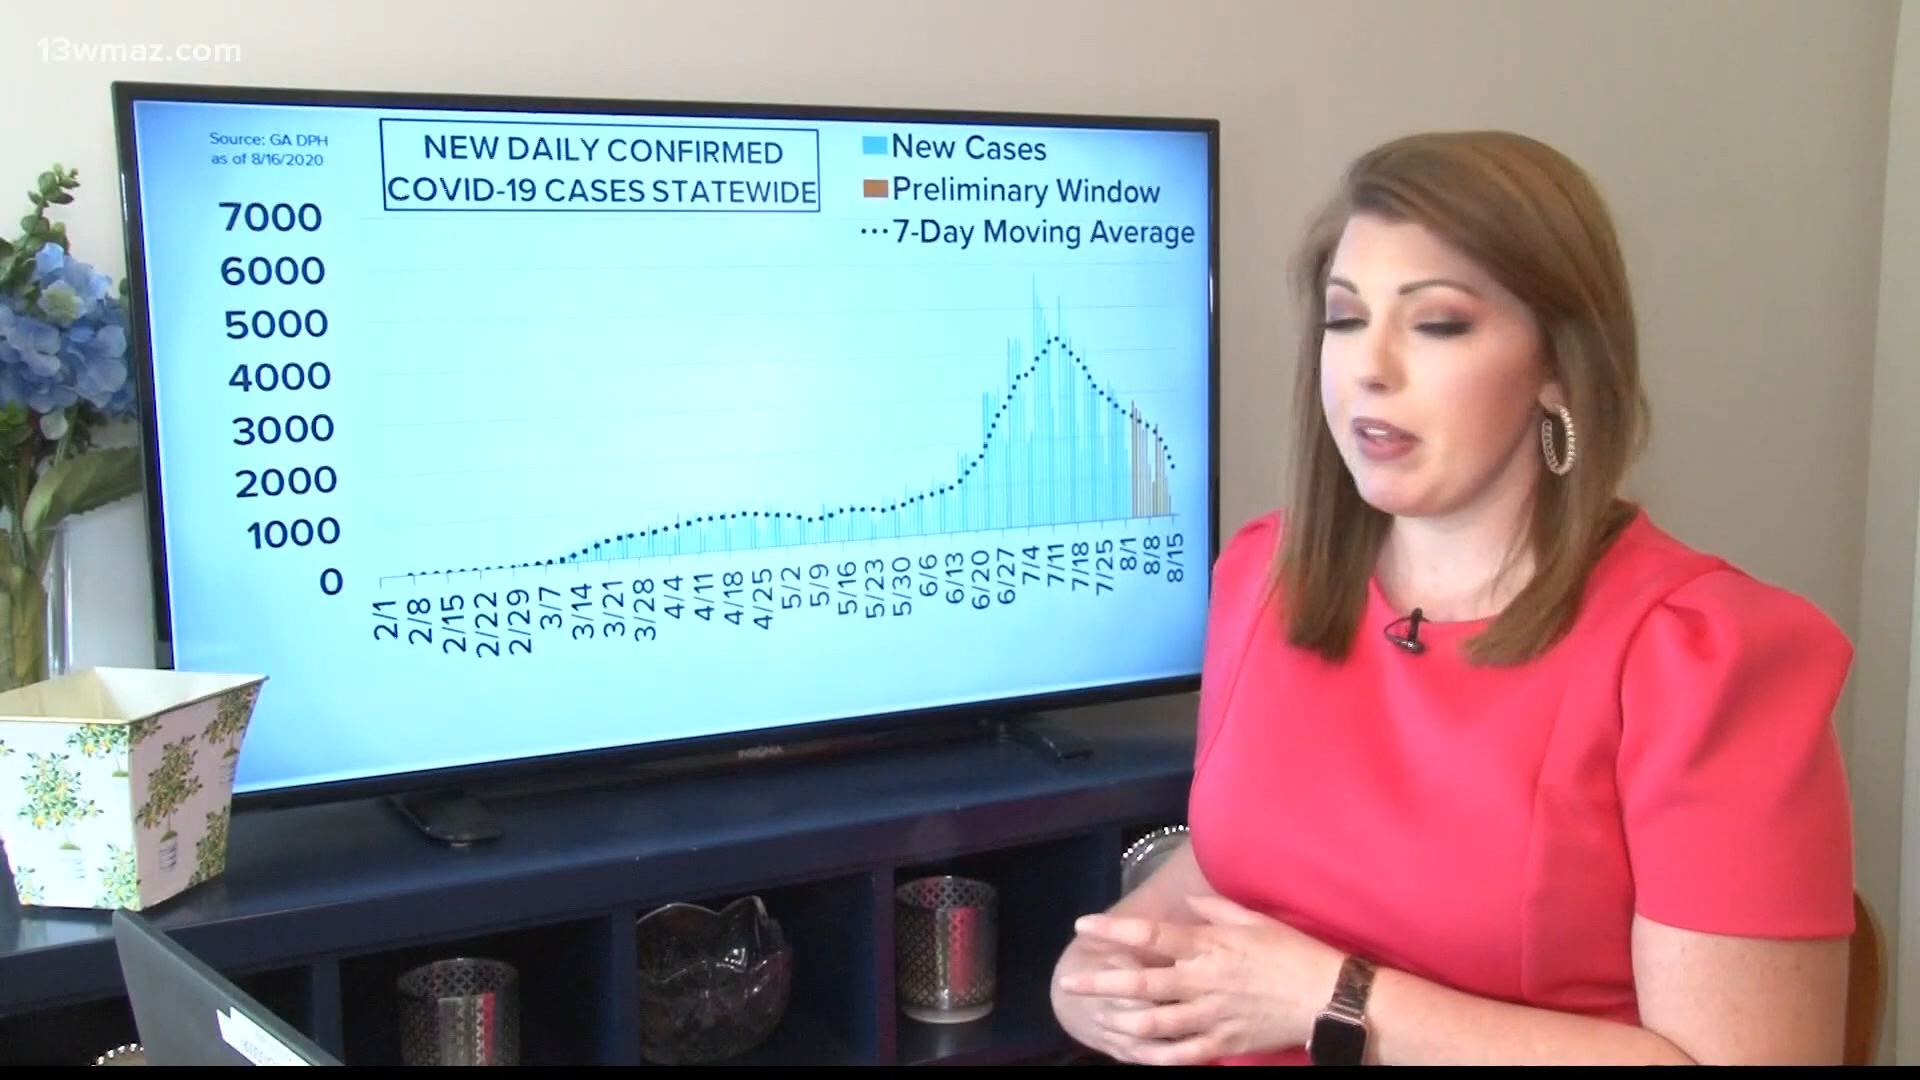 13wmaz.com
Source: GA DPH
as of 8/16/2020
NEW DAILY CONFIRMED
COVID-19 CASES STATEWIDE
New Cases
Preliminary Window
7-Day Moving Average
7000
6000
5000
4000
3000
2000
1000
0
2/1 2/8 2/15 2/22 2/29 3/7 3/14 3/21 3/28 4/4 4/11 4/18 4/25 5/2 5/9 5/16 5/23 5/30 6/6 6/13 6/20 6/27 7/4 7/11 7/18 7/25 8/1 8/8 8/15
INSIGNIA